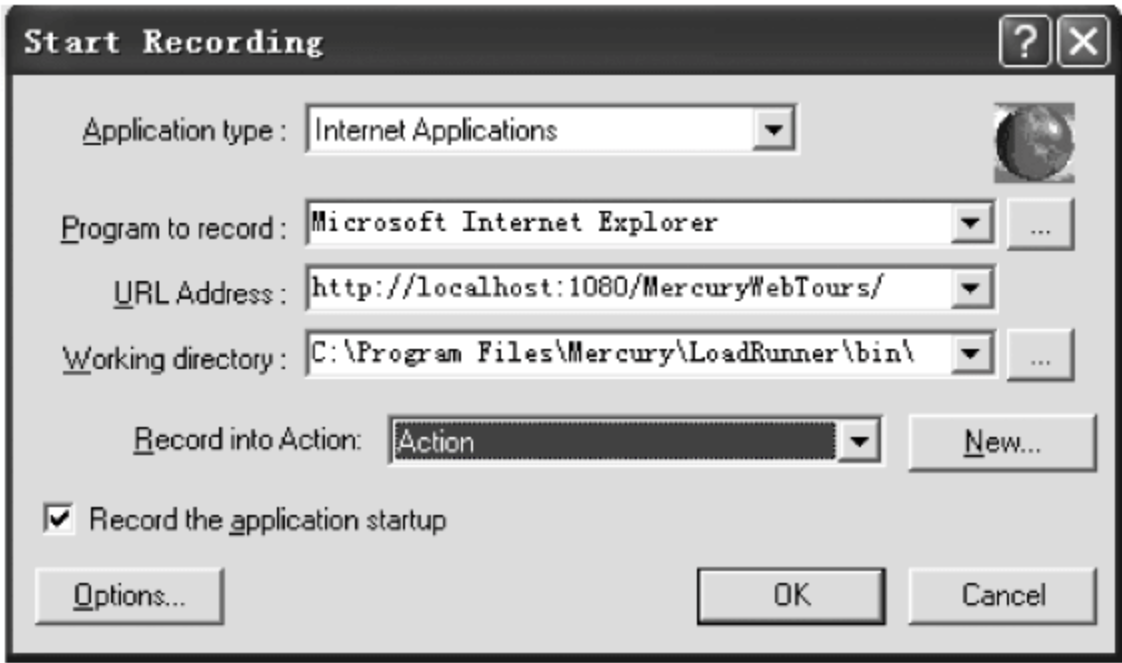 Start Recording
Application type : Internet Applications
Program to record : Microsoft Internet Explorer ...
URL Address : http://localhost:1080/MercuryWebTours/
Working directory : C:\Program Files\Mercury\LoadRunner\bin\ ...
Record into Action: Action New...
Record the application startup
Options... OK Cancel